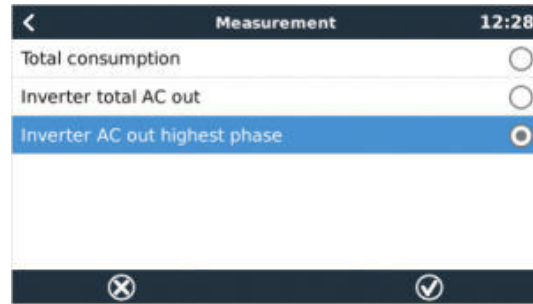 Measurement 12:28
Total consumption
Inverter total AC out
Inverter AC out highest phase